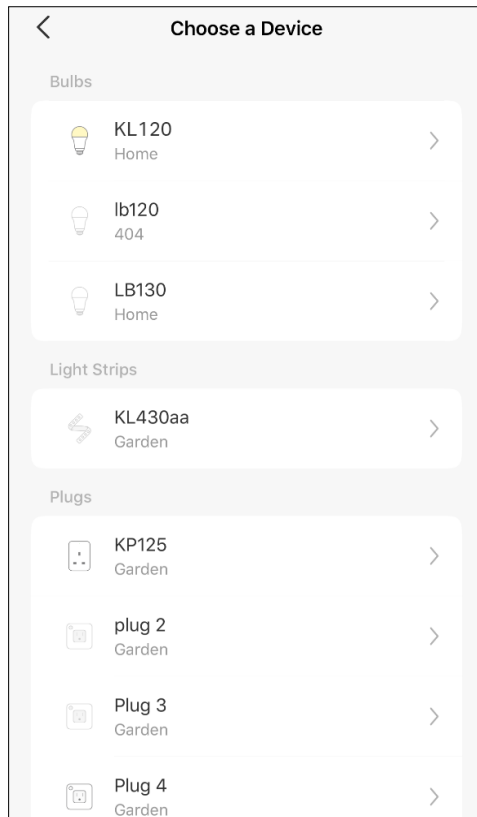 Choose a Device
Bulbs
KL120
Home
lb120
404
LB130
Home
Light Strips
KL430aa
Garden
Plugs
KP125
Garden
plug 2
Garden
Plug 3
Garden
Plug 4
Garden